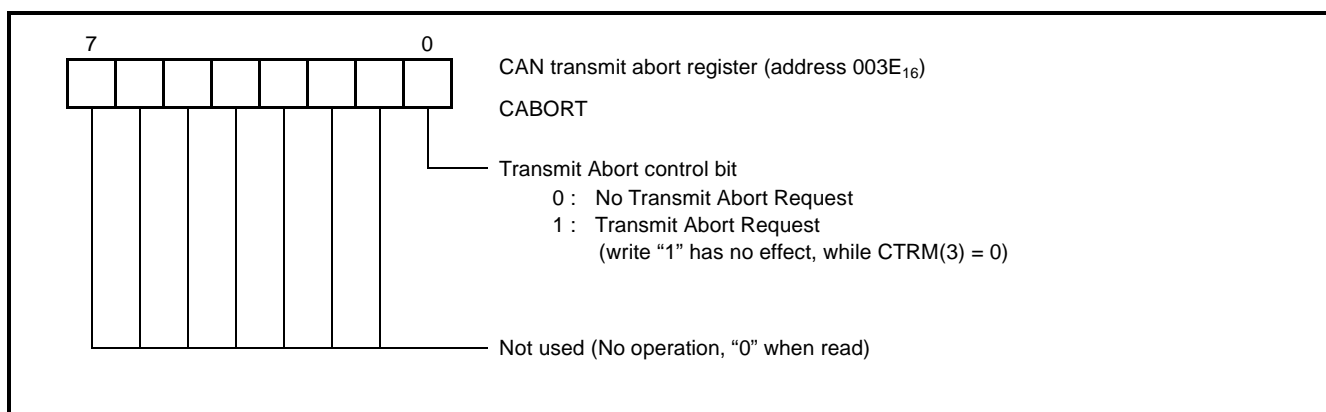 7 0
CAN transmit abort register (address 003E₁₆)
CABORT
Transmit Abort control bit
0 : No Transmit Abort Request
1 : Transmit Abort Request
(write “1” has no effect, while CTRM(3) = 0)
Not used (No operation, “0” when read)